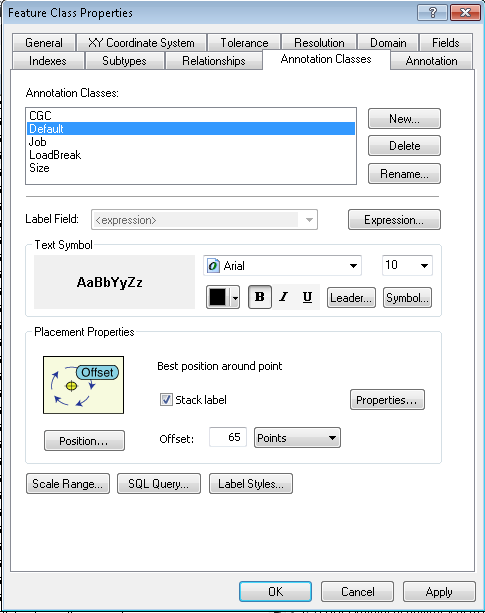 Feature Class Properties
General XY Coordinate System Tolerance Resolution Domain Fields
Indexes Subtypes Relationships Annotation Classes Annotation
Annotation Classes:
CGC
Default
Job
LoadBreak
Size
New...
Delete
Rename...
Label Field: <expression> Expression...
Text Symbol
AaBbYyZz
Arial 10
B I U Leader... Symbol...
Placement Properties
Offset
Best position around point
Stack label
Properties...
Position...
Offset: 65 Points
Scale Range... SQL Query... Label Styles...
OK Cancel Apply